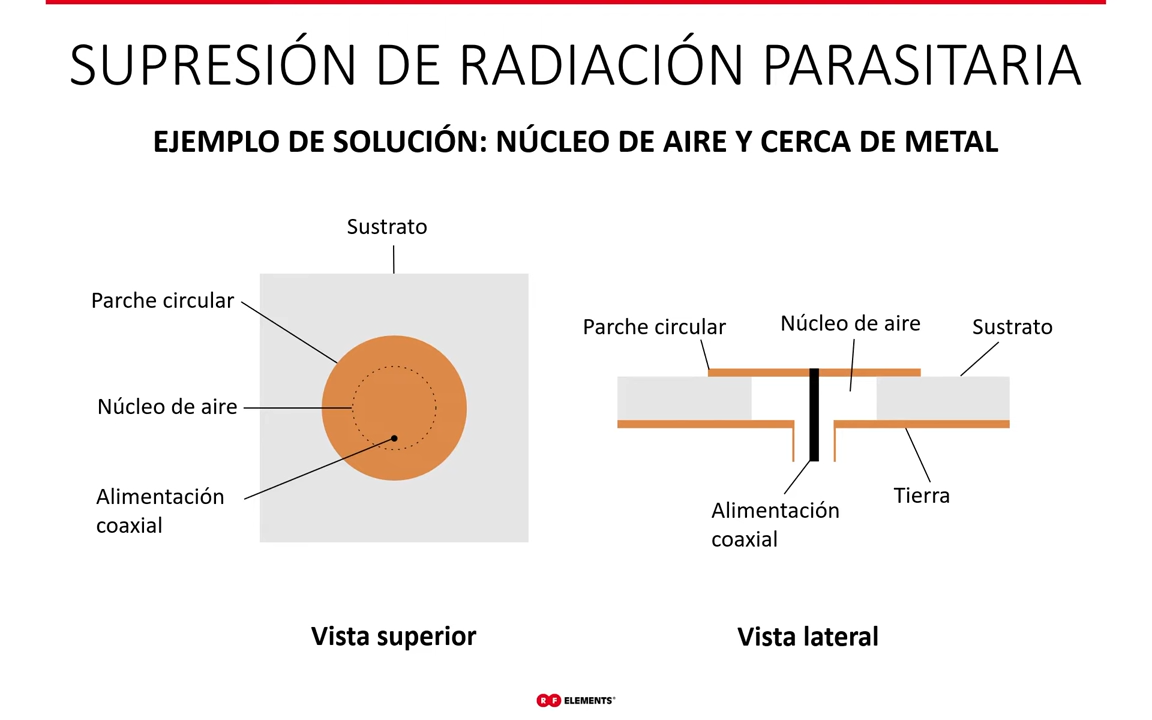 SUPRESIÓN DE RADIACIÓN PARASITARIA
EJEMPLO DE SOLUCIÓN: NÚCLEO DE AIRE Y CERCA DE METAL
Sustrato
Parche circular
Núcleo de aire
Alimentación
coaxial
Vista superior
Parche circular
Núcleo de aire
Sustrato
Alimentación
coaxial
Tierra
Vista lateral
RF ELEMENTS